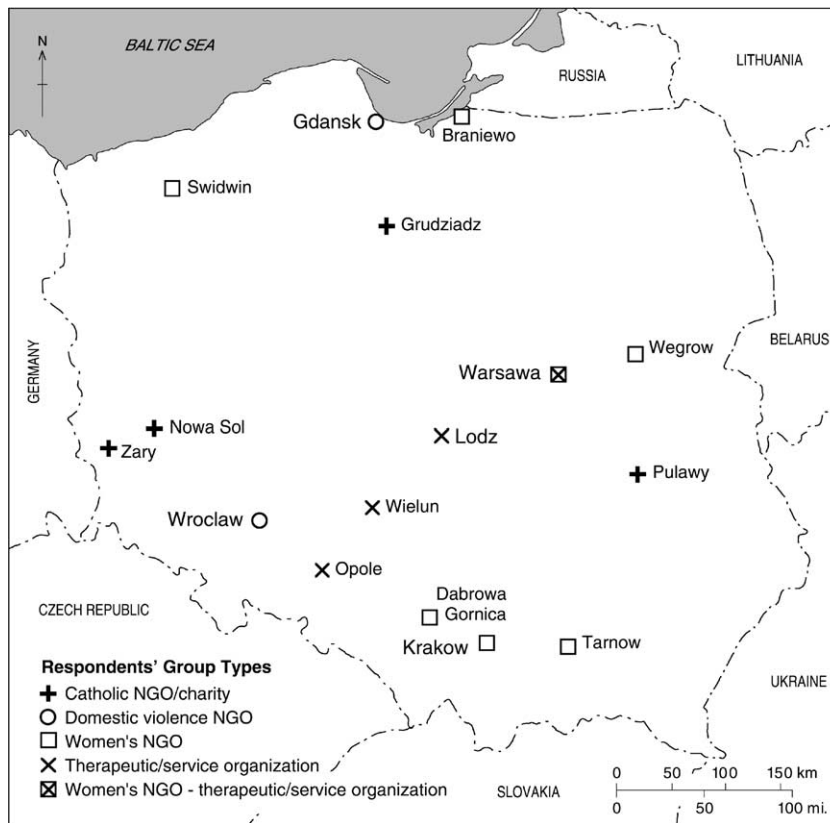 BALTIC SEA
N
RUSSIA
LITHUANIA
Gdansk
Braniewo
Swidwin
Grudziadz
GERMANY
BELARUS
Wegrow
Warsawa
Nowa Sol
Zary
Lodz
Pulawy
Wielun
Wroclaw
Opole
Dabrowa
Gornica
CZECH REPUBLIC
Krakow
Tarnow
UKRAINE
SLOVAKIA
Respondents' Group Types
Catholic NGO/charity
Domestic violence NGO
Women's NGO
Therapeutic/service organization
Women's NGO - therapeutic/service organization
0 50 100 150 km
0 50 100 mi.